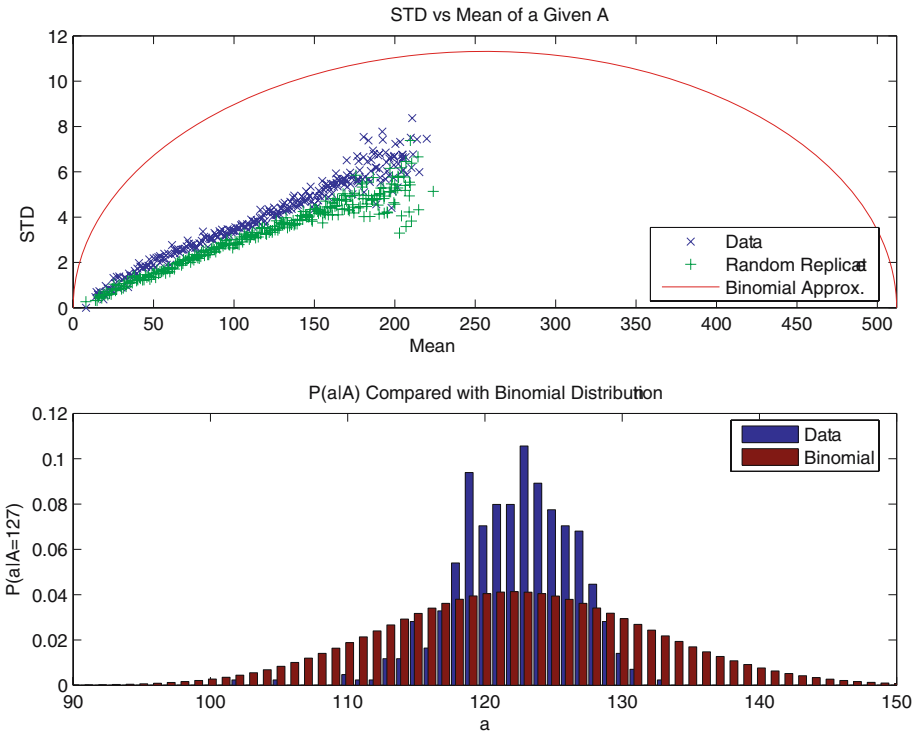 STD vs Mean of a Given A
12
10
8
6
4
2
0
STD
0 50 100 150 200 250 300 350 400 450 500
Mean
Data
Random Replicate
Binomial Approx.
P(a|A) Compared with Binomial Distribution
0.12
0.1
0.08
0.06
0.04
0.02
0
P(a|A=127)
90 100 110 120 130 140 150
a
Data
Binomial